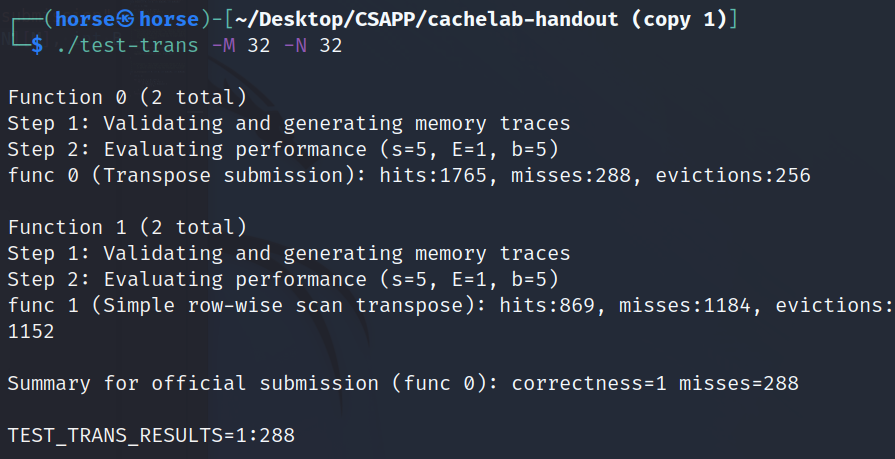 ┌──(horse㉿horse)-[~/Desktop/CSAPP/cachelab-handout (copy 1)]
└─$ ./test-trans -M 32 -N 32
Function 0 (2 total)
Step 1: Validating and generating memory traces
Step 2: Evaluating performance (s=5, E=1, b=5)
func 0 (Transpose submission): hits:1765, misses:288, evictions:256
Function 1 (2 total)
Step 1: Validating and generating memory traces
Step 2: Evaluating performance (s=5, E=1, b=5)
func 1 (Simple row-wise scan transpose): hits:869, misses:1184, evictions:
1152
Summary for official submission (func 0): correctness=1 misses=288
TEST_TRANS_RESULTS=1:288